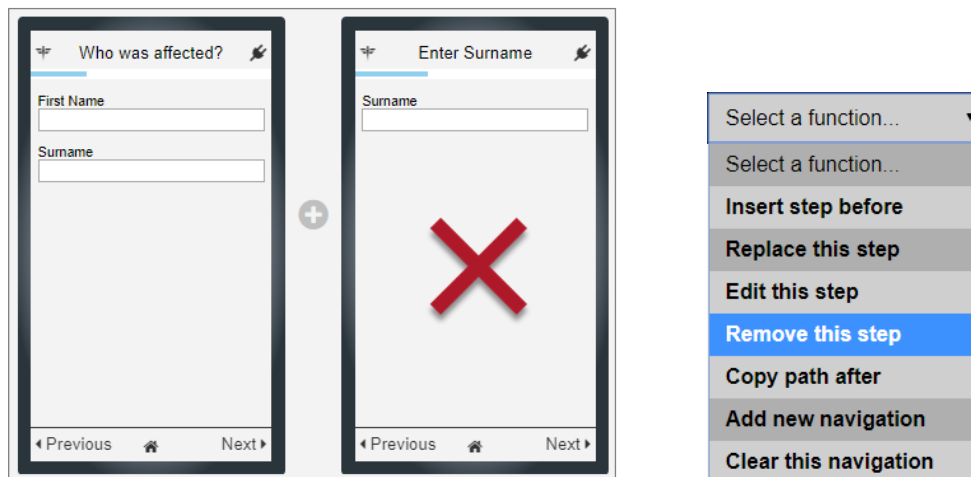 Who was affected?
First Name
Surname
Previous
Next
Enter Surname
Surname
Previous
Next
Select a function...
Select a function...
Insert step before
Replace this step
Edit this step
Remove this step
Copy path after
Add new navigation
Clear this navigation